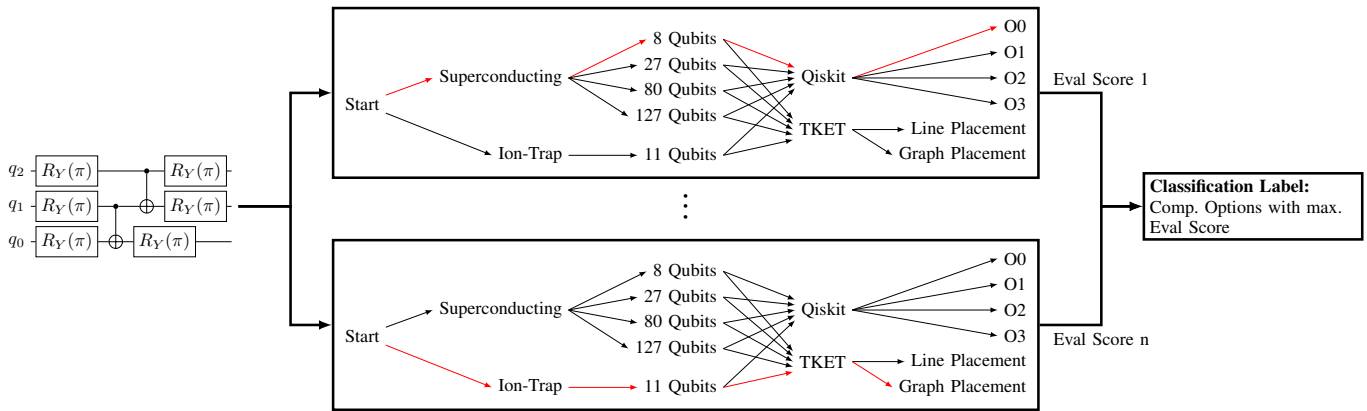 q2 RY(π) RY(π)
q1 RY(π) RY(π)
q0 RY(π) RY(π)
Start
Superconducting
Ion-Trap
8 Qubits
27 Qubits
80 Qubits
127 Qubits
11 Qubits
Qiskit
TKET
O0
O1
O2
O3
Line Placement
Graph Placement
Eval Score 1
⋮
Start
Superconducting
Ion-Trap
8 Qubits
27 Qubits
80 Qubits
127 Qubits
11 Qubits
Qiskit
TKET
O0
O1
O2
O3
Line Placement
Graph Placement
Eval Score n
Classification Label:
Comp. Options with max.
Eval Score